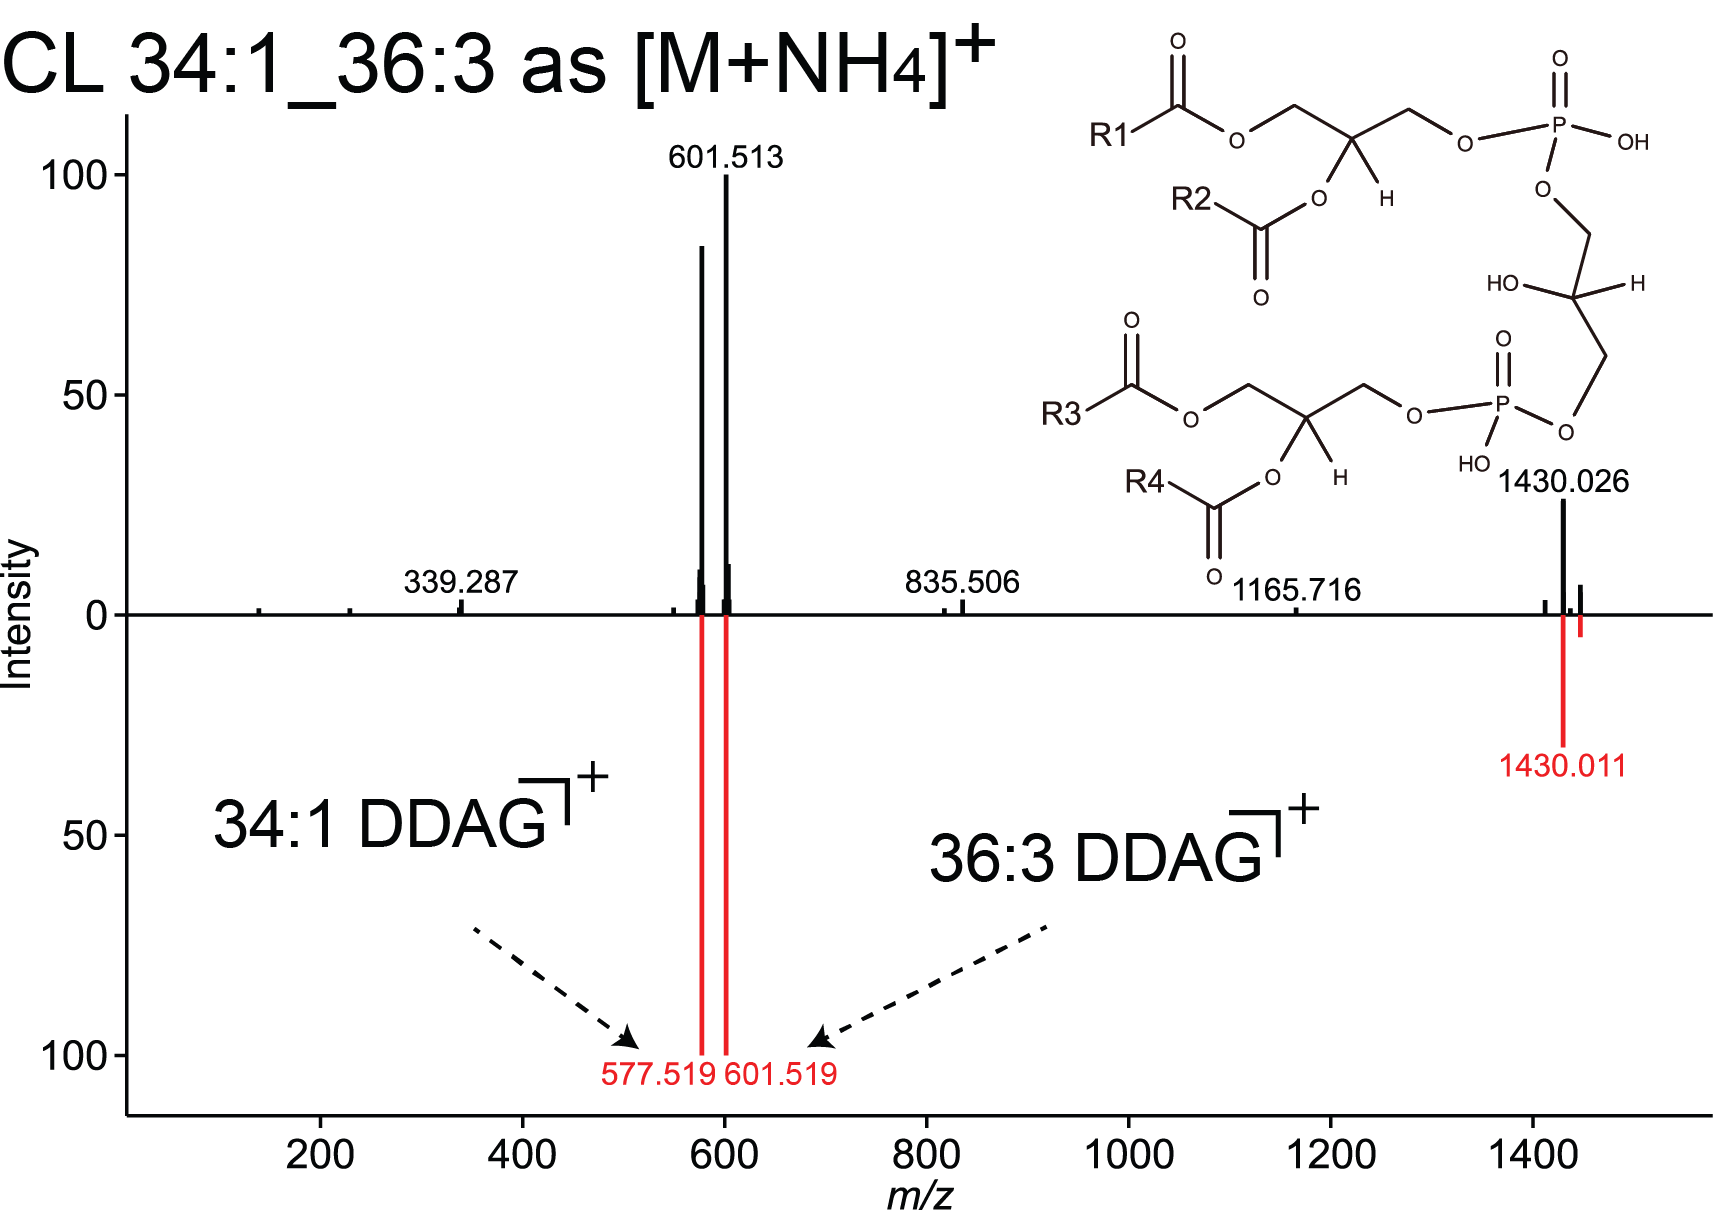 CL 34:1_36:3 as [M+NH4]+
O
O
R1
O
O
P
OH
R2
O
H
O
O
HO
H
O
O
R3
O
O
P
O
R4
O
H
HO
O
Intensity
100
50
0
50
100
601.513
339.287
835.506
1165.716
1430.026
1430.011
34:1 DDAG+
36:3 DDAG+
577.519
601.519
200
400
600
800
1000
1200
1400
m/z